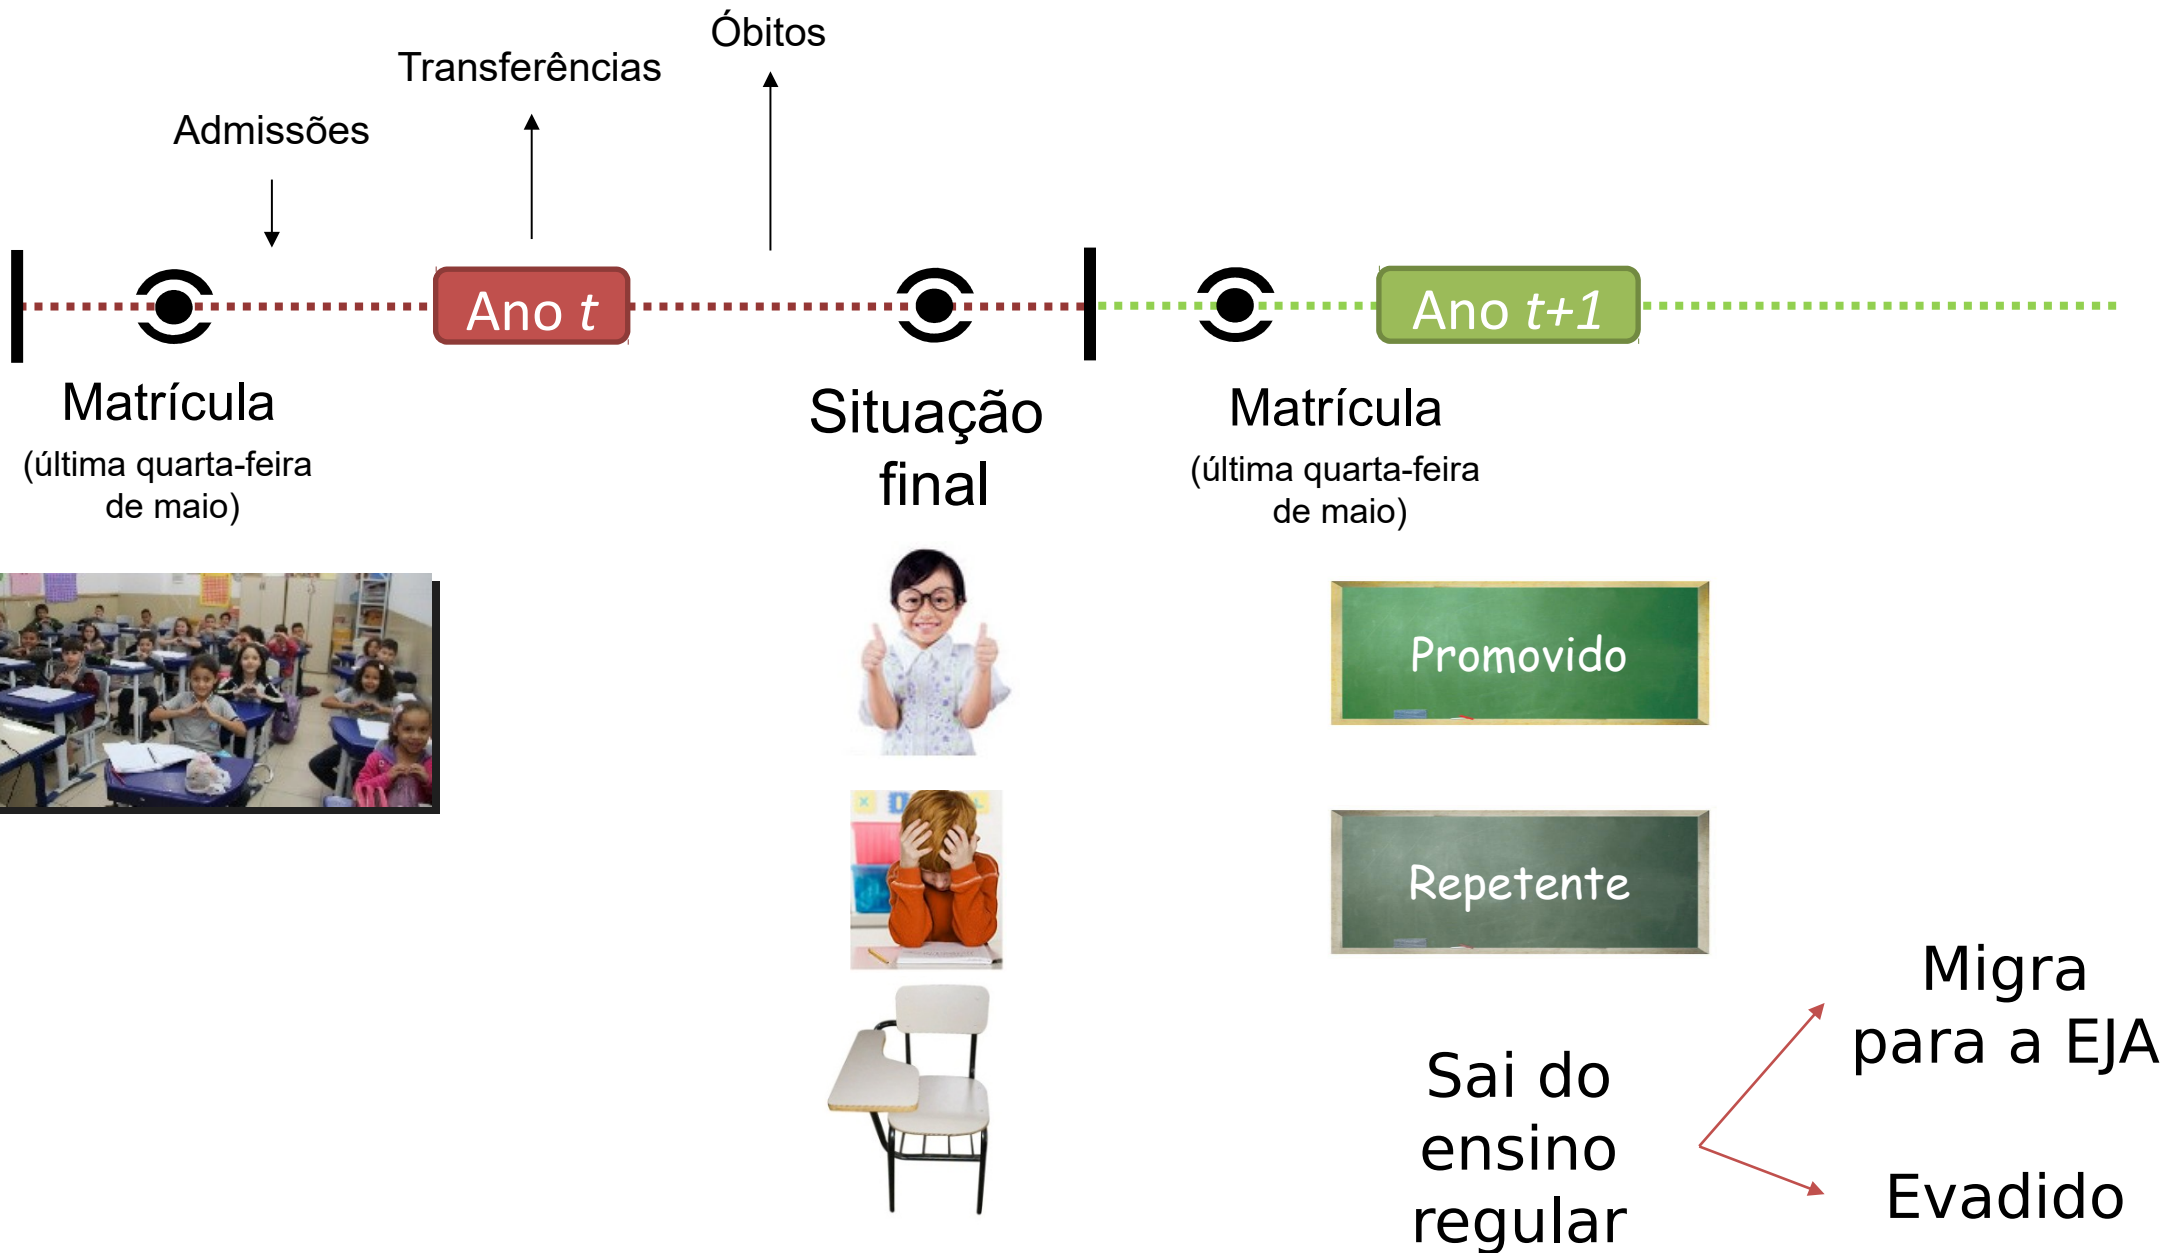 Óbitos
Transferências
Admissões
Ano t
Ano t+1
Matrícula
(última quarta-feira
de maio)
Situação
final
Matrícula
(última quarta-feira
de maio)
Promovido
Repetente
Sai do
ensino
regular
Migra
para a EJA
Evadido